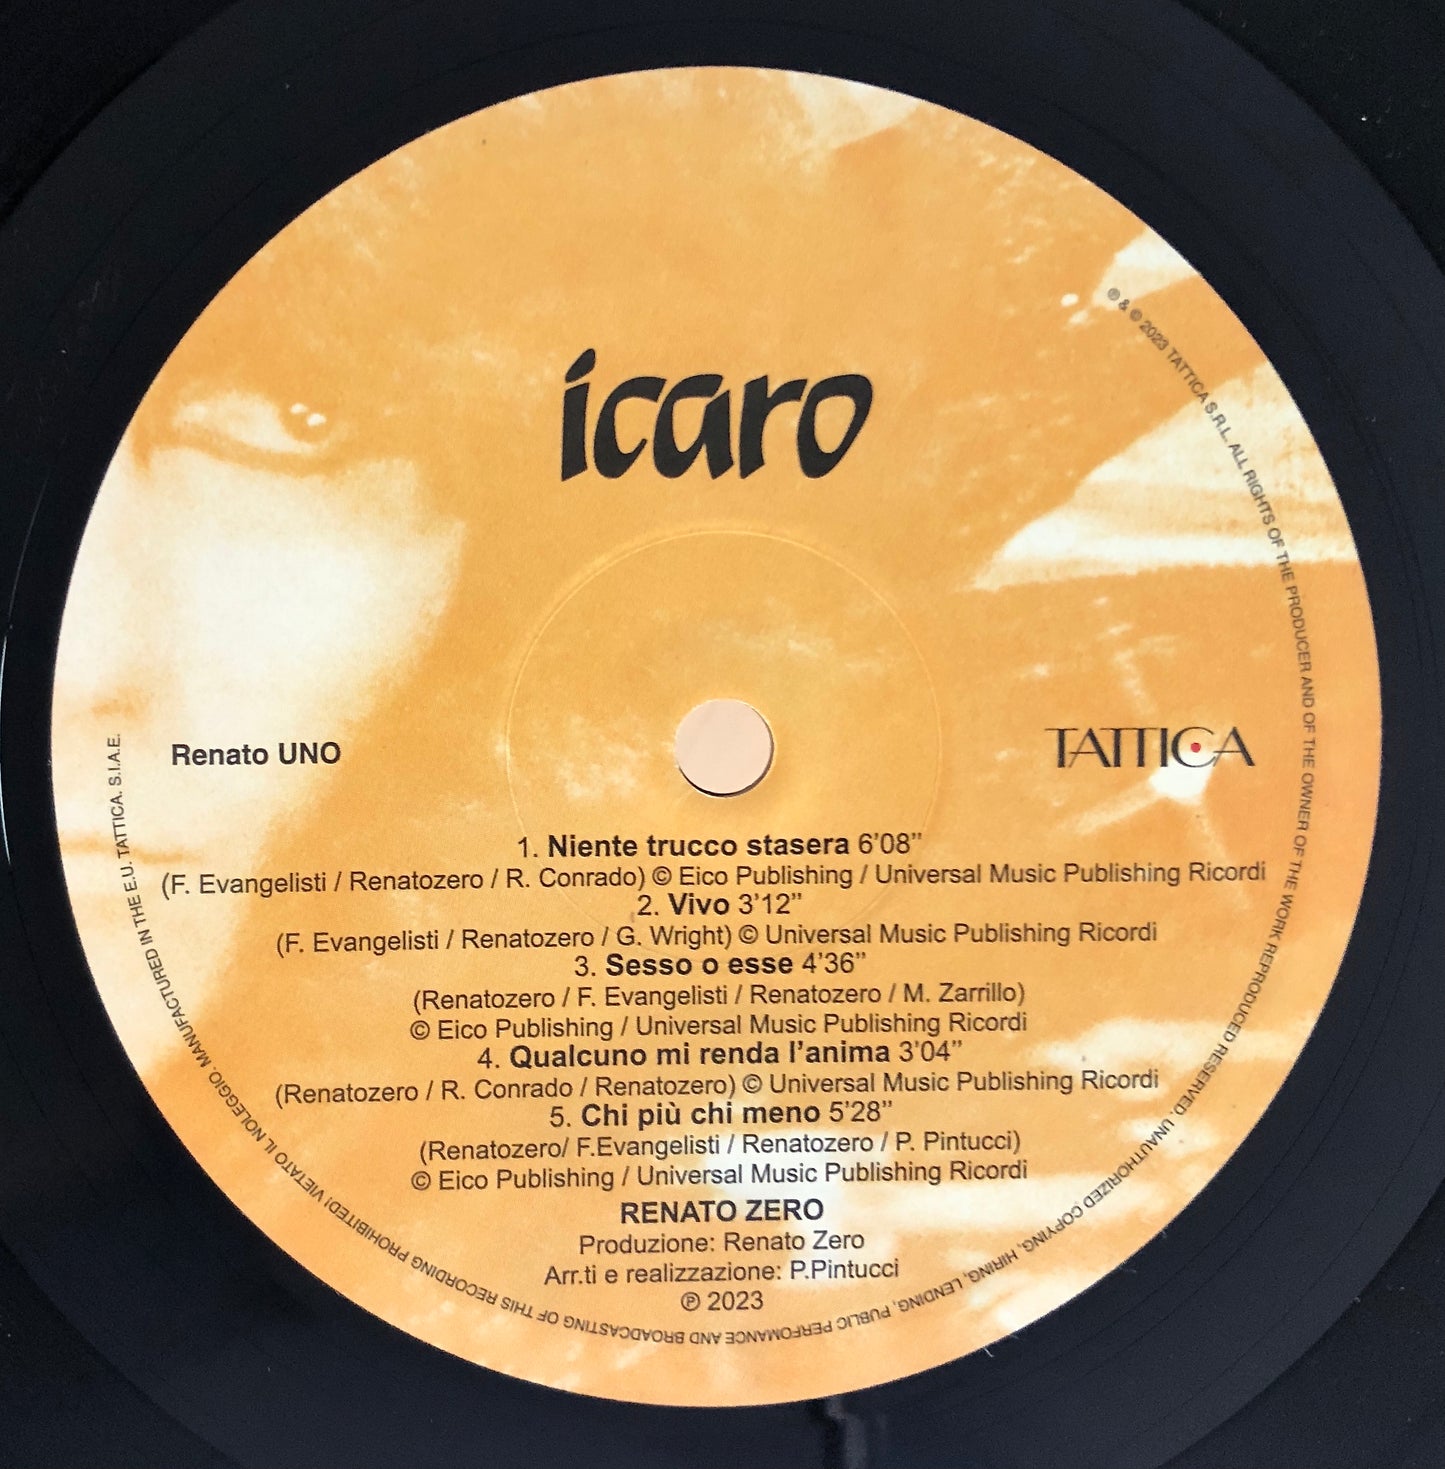 icaro
Renato UNO
TATTICA
1. Niente trucco stasera 6'08"
(F. Evangelisti / Renatozero / R. Conrado) © Eico Publishing / Universal Music Publishing Ricordi
2. Vivo 3'12"
(F. Evangelisti / Renatozero / G. Wright) © Universal Music Publishing Ricordi
3. Sesso o esse 4'36"
(Renatozero / F. Evangelisti / Renatozero / M. Zarrillo)
© Eico Publishing / Universal Music Publishing Ricordi
4. Qualcuno mi renda l'anima 3'04"
(Renatozero / R. Conrado / Renatozero) © Universal Music Publishing Ricordi
5. Chi più chi meno 5'28"
(Renatozero/ F.Evangelisti / Renatozero / P. Pintucci)
© Eico Publishing / Universal Music Publishing Ricordi
RENATO ZERO
Produzione: Renato Zero
Arr.ti e realizzazione: P.Pintucci
℗ 2023
℗ & © 2023 TATTICA S.R.L. ALL RIGHTS OF THE PRODUCER AND OF THE OWNER OF THE WORK REPRODUCED RESERVED. UNAUTHORIZED COPYING, HIRING, LENDING, PUBLIC PERFOMANCE AND BROADCASTING OF THIS RECORDING PROHIBITED! VIETATO IL NOLEGGIO. MANUFACTURED IN THE E.U. TATTICA. S.I.A.E.